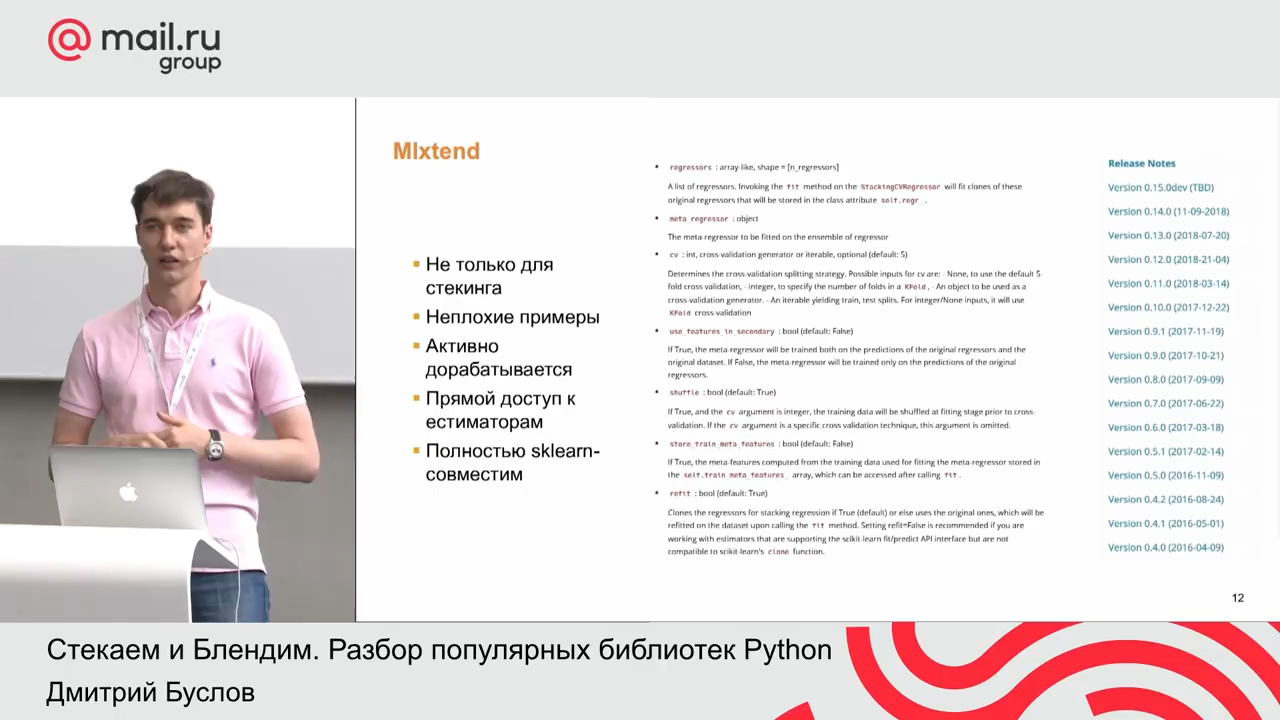 @ mail.ru
group
MIxtend
Не только для
стекинга
Неплохие примеры
Активно
дорабатывается
Прямой доступ к
естиматорам
Полностью sklearn-
совместим
regressors : array-like, shape = [n_regressors]
A list of regressors. Invoking the fit method on the StackingCVRegressor will fit clones of these
original regressors that will be stored in the class attribute self.regr_.
meta_regressor : object
The meta-regressor to be fitted on the ensemble of regressor
cv : int, cross-validation generator or iterable, optional (default: 5)
Determines the cross-validation splitting strategy. Possible inputs for cv are: - None, to use the default 5-
fold cross validation, - integer, to specify the number of folds in a KFold, - An object to be used as a
cross-validation generator. - An iterable yielding train, test splits. For integer/None inputs, it will use
KFold cross-validation
use_features_in_secondary : bool (default: False)
If True, the meta-regressor will be trained both on the predictions of the original regressors and the
original dataset. If False, the meta-regressor will be trained only on the predictions of the original
regressors.
shuffle : bool (default: True)
If True, and the cv argument is integer, the training data will be shuffled at fitting stage prior to cross-
validation. If the cv argument is a specific cross validation technique, this argument is omitted.
store_train_meta_features : bool (default: False)
If True, the meta-features computed from the training data used for fitting the meta-regressor stored in
the self.train_meta_features_ array, which can be accessed after calling fit.
refit : bool (default: True)
Clones the regressors for stacking regression if True (default) or else uses the original ones, which will be
refitted on the dataset upon calling the fit method. Setting refit=False is recommended if you are
working with estimators that are supporting the scikit-learn fit/predict API interface but are not
compatible to scikit-learn's clone function.
Release Notes
Version 0.15.0dev (TBD)
Version 0.14.0 (11-09-2018)
Version 0.13.0 (2018-07-20)
Version 0.12.0 (2018-21-04)
Version 0.11.0 (2018-03-14)
Version 0.10.0 (2017-12-22)
Version 0.9.1 (2017-11-19)
Version 0.9.0 (2017-10-21)
Version 0.8.0 (2017-09-09)
Version 0.7.0 (2017-06-22)
Version 0.6.0 (2017-03-18)
Version 0.5.1 (2017-02-14)
Version 0.5.0 (2016-11-09)
Version 0.4.2 (2016-08-24)
Version 0.4.1 (2016-05-01)
Version 0.4.0 (2016-04-09)
12
Стекаем и Блендим. Разбор популярных библиотек Python
Дмитрий Буслов